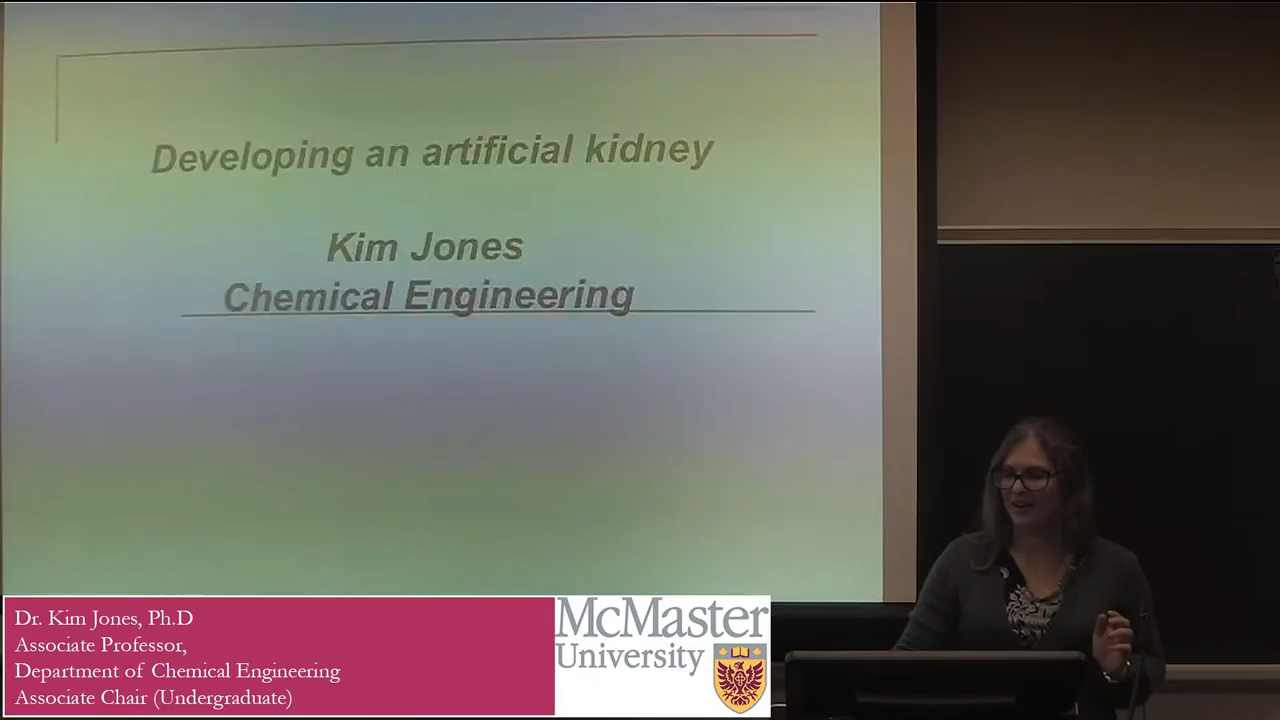 Developing an artificial kidney
Kim Jones
Chemical Engineering
Dr. Kim Jones, Ph.D
Associate Professor,
Department of Chemical Engineering
Associate Chair (Undergraduate)
McMaster
University